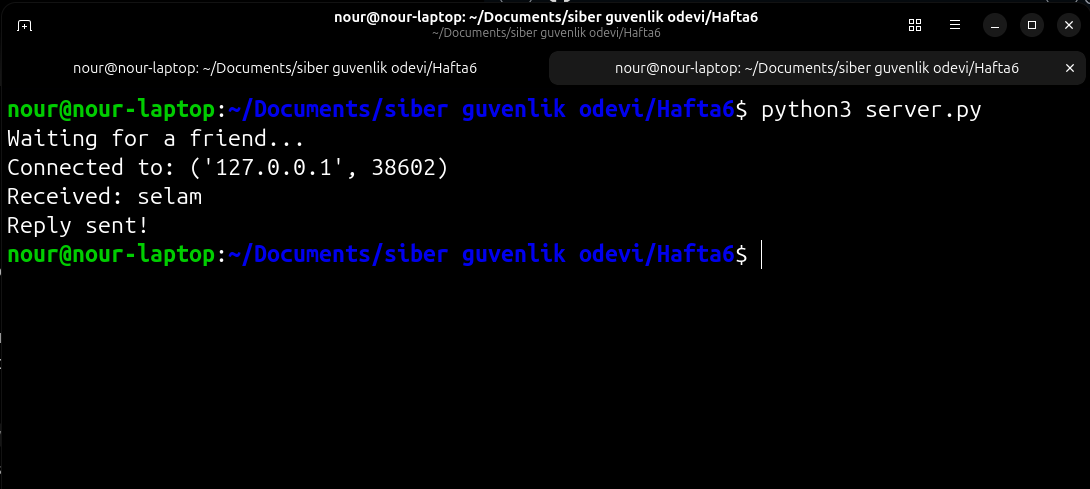 nour@nour-laptop: ~/Documents/siber guvenlik odevi/Hafta6
~/Documents/siber guvenlik odevi/Hafta6
nour@nour-laptop: ~/Documents/siber guvenlik odevi/Hafta6
nour@nour-laptop: ~/Documents/siber guvenlik odevi/Hafta6
nour@nour-laptop:~/Documents/siber guvenlik odevi/Hafta6$ python3 server.py
Waiting for a friend...
Connected to: ('127.0.0.1', 38602)
Received: selam
Reply sent!
nour@nour-laptop:~/Documents/siber guvenlik odevi/Hafta6$